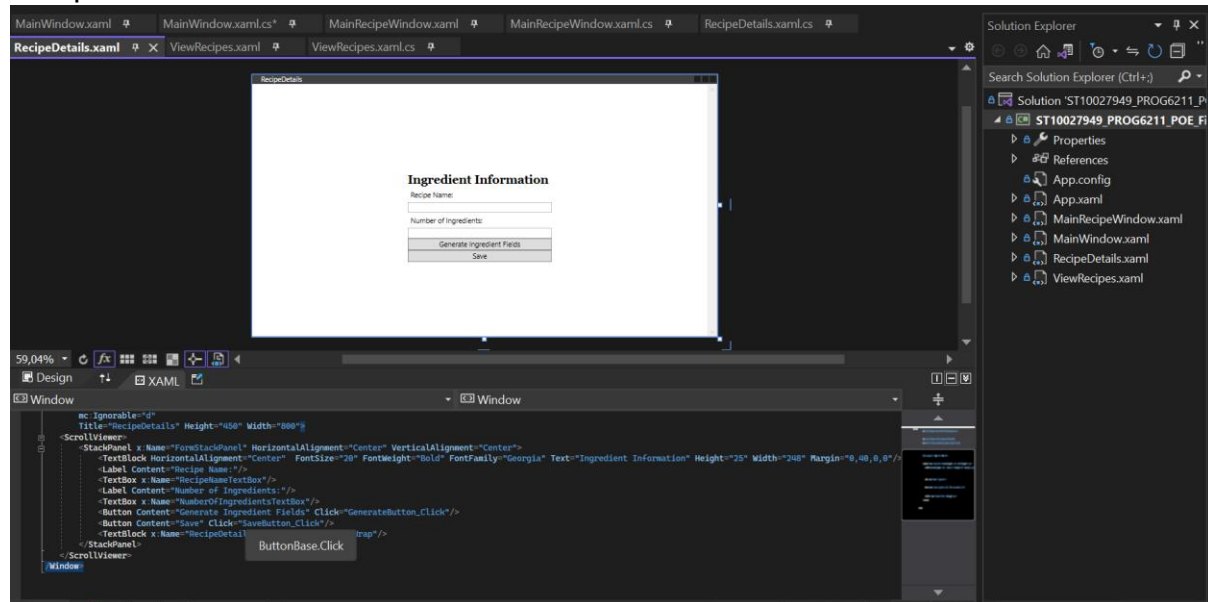 MainWindow.xaml MainWindow.xaml.cs* MainRecipeWindow.xaml MainRecipeWindow.xaml.cs RecipeDetails.xaml.cs
RecipeDetails.xaml ViewRecipes.xaml ViewRecipes.xaml.cs
RecipeDetails
Ingredient Information
Recipe Name:
Number of Ingredients:
Generate Ingredient Fields
Save
59,04%
fx
Design XAML
Window Window
mc:Ignorable="d"
Title="RecipeDetails" Height="450" Width="800">
<ScrollViewer>
<StackPanel x:Name="FormStackPanel" HorizontalAlignment="Center" VerticalAlignment="Center">
<TextBlock HorizontalAlignment="Center" FontSize="20" FontWeight="Bold" FontFamily="Georgia" Text="Ingredient Information" Height="25" Width="248" Margin="0,40,0,0"/>
<Label Content="Recipe Name:"/>
<TextBox x:Name="RecipeNameTextBox"/>
<Label Content="Number of Ingredients:"/>
<TextBox x:Name="NumberOfIngredientsTextBox"/>
<Button Content="Generate Ingredient Fields" Click="GenerateButton_Click"/>
<Button Content="Save" Click="SaveButton_Click"/>
<TextBlock x:Name="RecipeDetail rap"/>
</StackPanel>
</ScrollViewer>
</Window>
ButtonBase.Click
Solution Explorer
Search Solution Explorer (Ctrl+;)
Solution 'ST10027949_PROG6211_P
ST10027949_PROG6211_POE_Fi
Properties
References
App.config
App.xaml
MainRecipeWindow.xaml
MainWindow.xaml
RecipeDetails.xaml
ViewRecipes.xaml